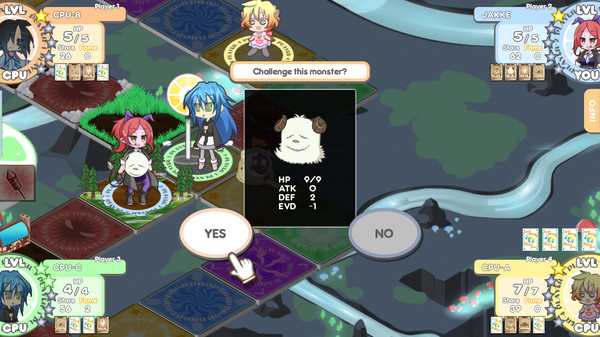 Player.1
LVL
CPU-B
HP
5/5
Stars Fame
26 0
CPU
Player.2
LVL
JAKKE
HP
5/5
Stars Fame
62 0
YOU
INFO
Challenge this monster?
HP 9/9
ATK 0
DEF 2
EVD -1
YES
NO
Player.3
LVL
CPU-C
HP
4/4
Stars Fame
56 2
CPU
Player.4
LVL
CPU-A
HP
7/7
Stars Fame
39 0
CPU